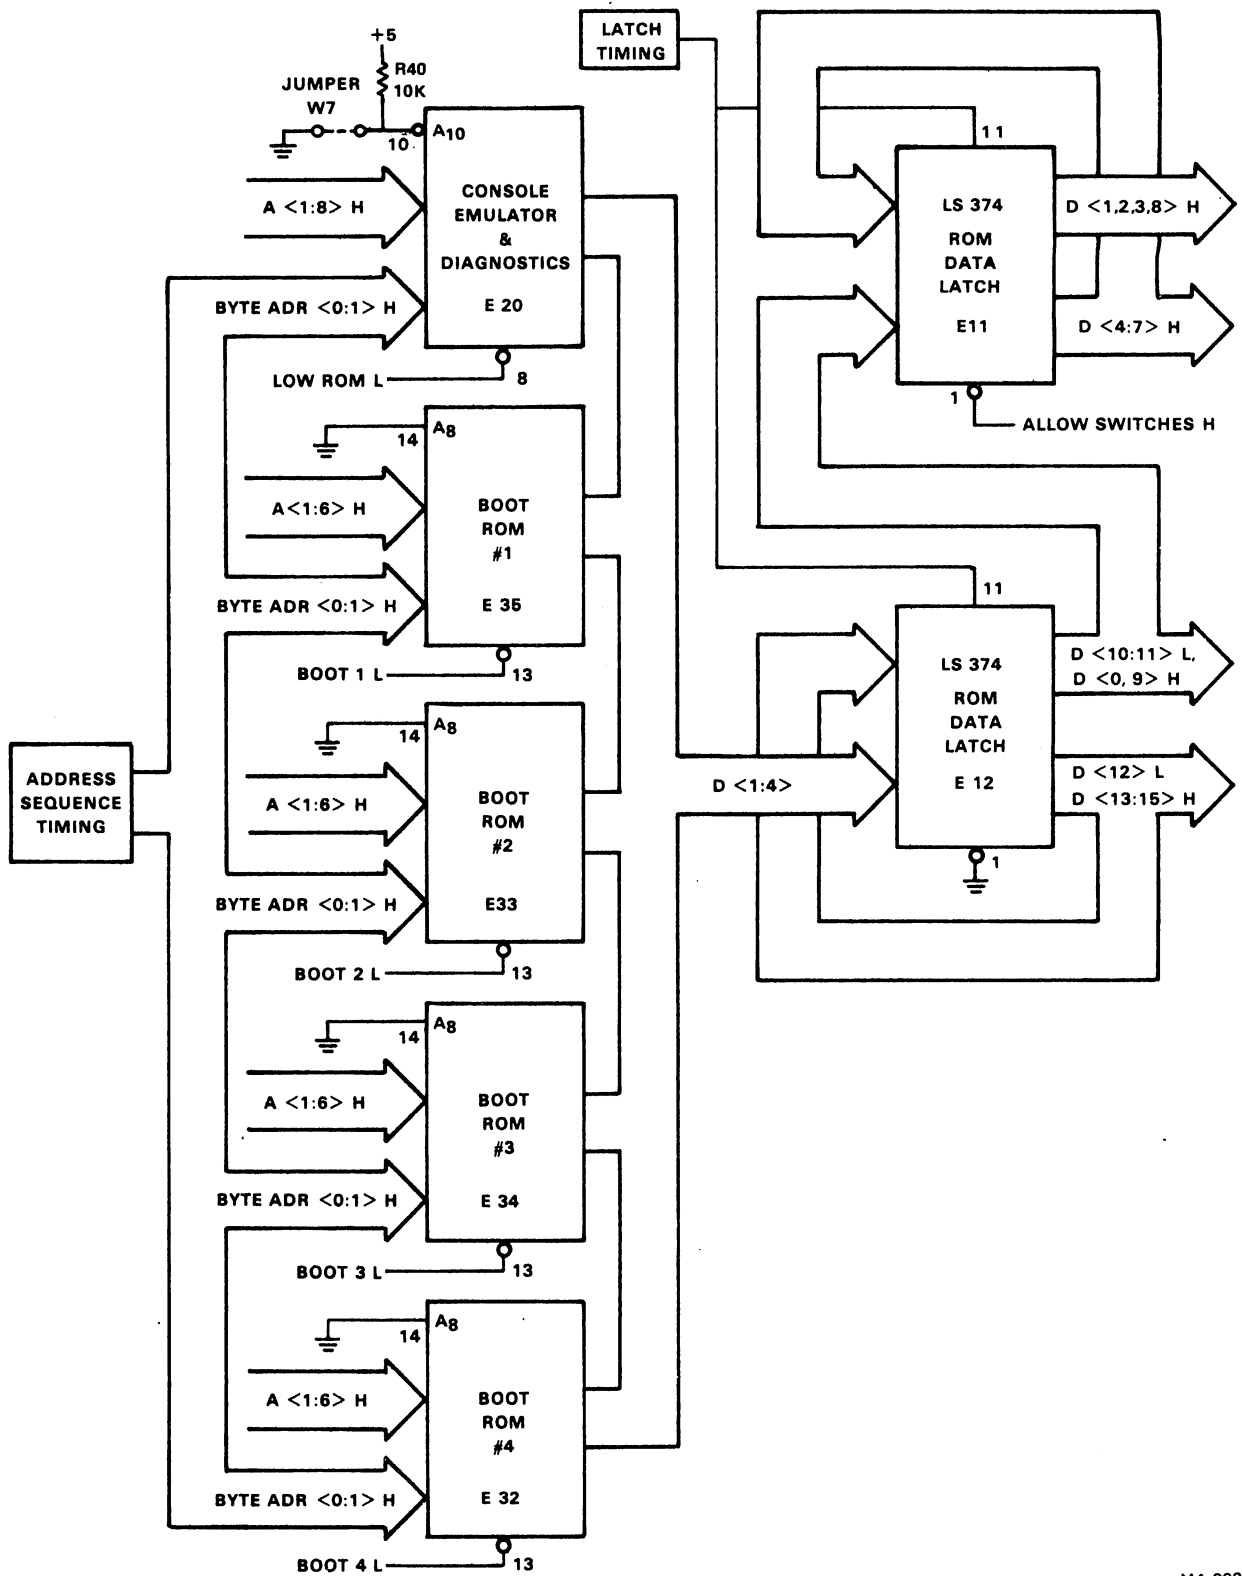 +5
R40
10K
JUMPER
W7
10
A10
A <1:8> H
CONSOLE
EMULATOR
&
DIAGNOSTICS
BYTE ADR <0:1> H
E 20
LOW ROM L
8
A8
14
A<1:6> H
BOOT
ROM
#1
BYTE ADR <0:1> H
E 35
BOOT 1 L
13
A8
14
A <1:6> H
BOOT
ROM
#2
BYTE ADR <0:1> H
E33
BOOT 2 L
13
ADDRESS
SEQUENCE
TIMING
A8
14
A <1:6> H
BOOT
ROM
#3
BYTE ADR <0:1> H
E 34
BOOT 3 L
13
A8
14
A <1:6> H
BOOT
ROM
#4
BYTE ADR <0:1> H
E 32
BOOT 4 L
13
LATCH
TIMING
11
LS 374
ROM
DATA
LATCH
E11
D <1,2,3,8> H
D <4:7> H
1
ALLOW SWITCHES H
11
LS 374
ROM
DATA
LATCH
E 12
D <1:4>
D <10:11> L,
D <0, 9> H
D <12> L
D <13:15> H
1